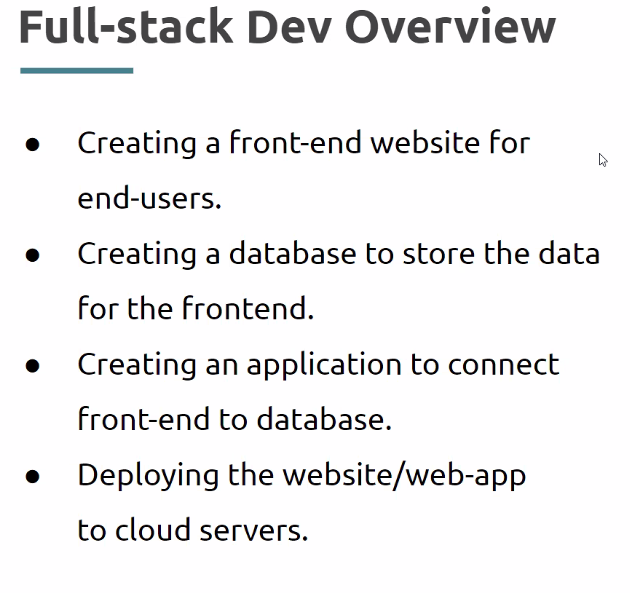 Full-stack Dev Overview
● Creating a front-end website for
end-users.
● Creating a database to store the data
for the frontend.
● Creating an application to connect
front-end to database.
● Deploying the website/web-app
to cloud servers.